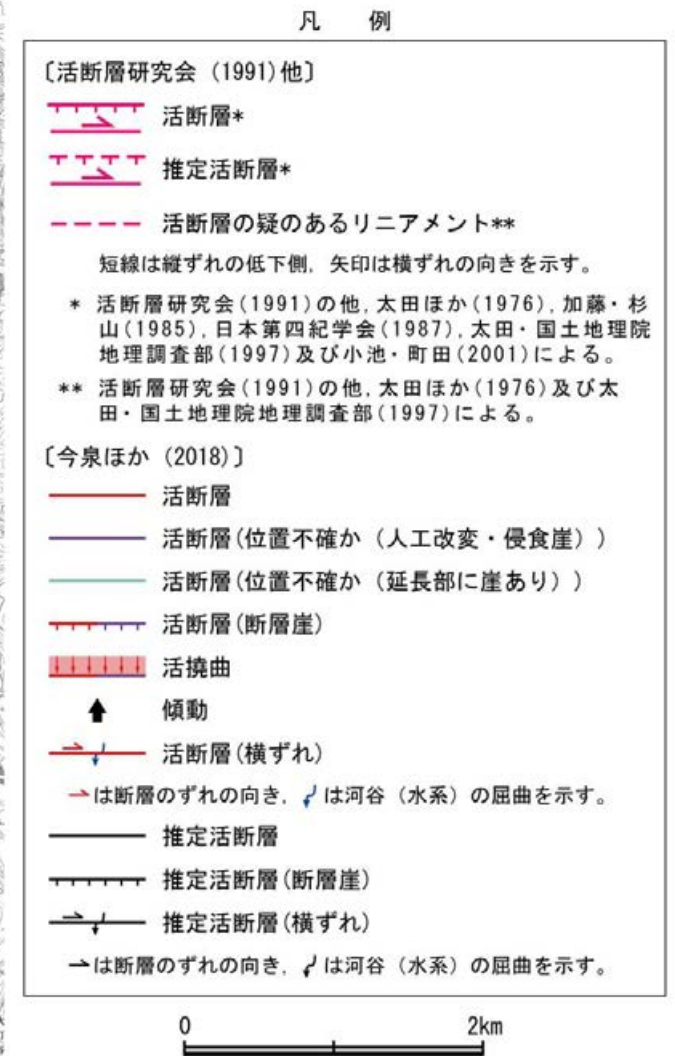 凡　例
〔活断層研究会 (1991)他〕
活断層*
推定活断層*
活断層の疑のあるリニアメント**
短線は縦ずれの低下側, 矢印は横ずれの向きを示す。
* 活断層研究会(1991)の他, 太田ほか(1976), 加藤・杉
山(1985), 日本第四紀学会(1987), 太田・国土地理院
地理調査部(1997)及び小池・町田(2001)による。
** 活断層研究会(1991)の他, 太田ほか(1976)及び太
田・国土地理院地理調査部(1997)による。
〔今泉ほか (2018)〕
活断層
活断層(位置不確か（人工改変・侵食崖）)
活断層(位置不確か（延長部に崖あり）)
活断層(断層崖)
活撓曲
傾動
活断層(横ずれ)
は断層のずれの向き, は河谷（水系）の屈曲を示す。
推定活断層
推定活断層(断層崖)
推定活断層(横ずれ)
は断層のずれの向き, は河谷（水系）の屈曲を示す。
0 2km